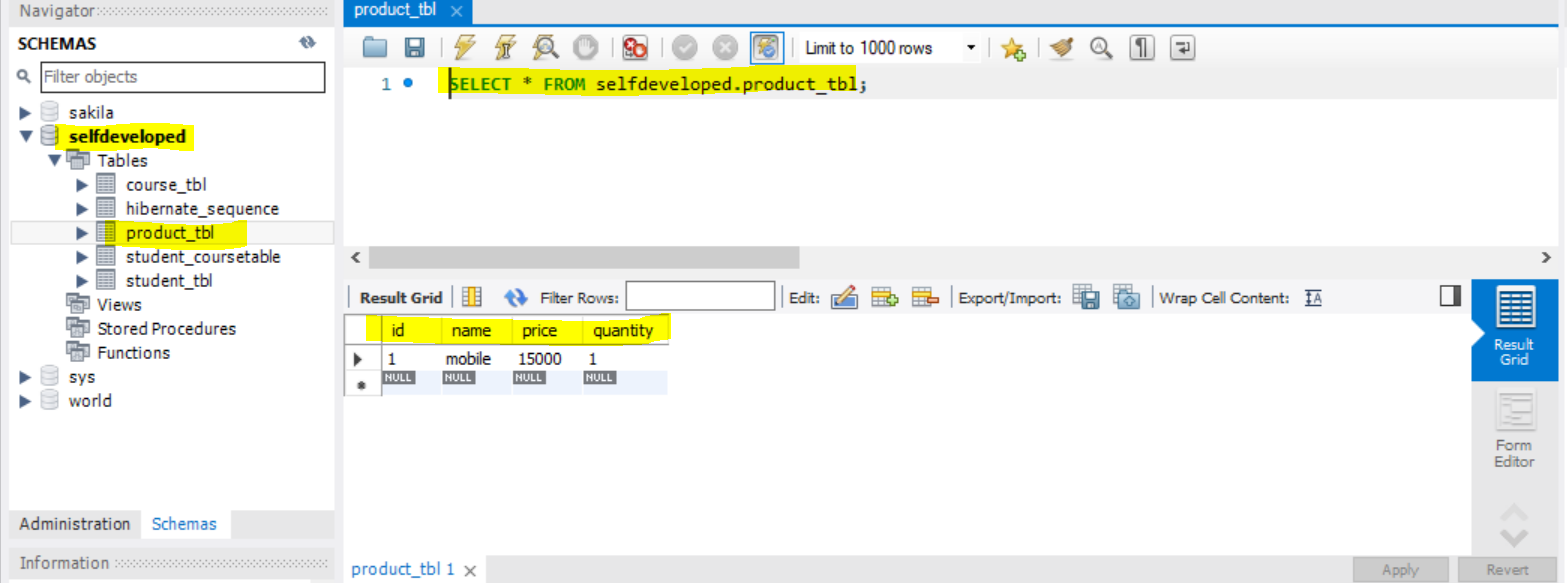 Navigator
SCHEMAS
Filter objects
sakila
selfdeveloped
Tables
course_tbl
hibernate_sequence
product_tbl
student_coursetable
student_tbl
Views
Stored Procedures
Functions
sys
world
Administration Schemas
Information
product_tbl
Limit to 1000 rows
1 SELECT * FROM selfdeveloped.product_tbl;
Result Grid Filter Rows: Edit: Export/Import: Wrap Cell Content:
id name price quantity
1 mobile 15000 1
NULL NULL NULL NULL
Result
Grid
Form
Editor
product_tbl 1
Apply Revert